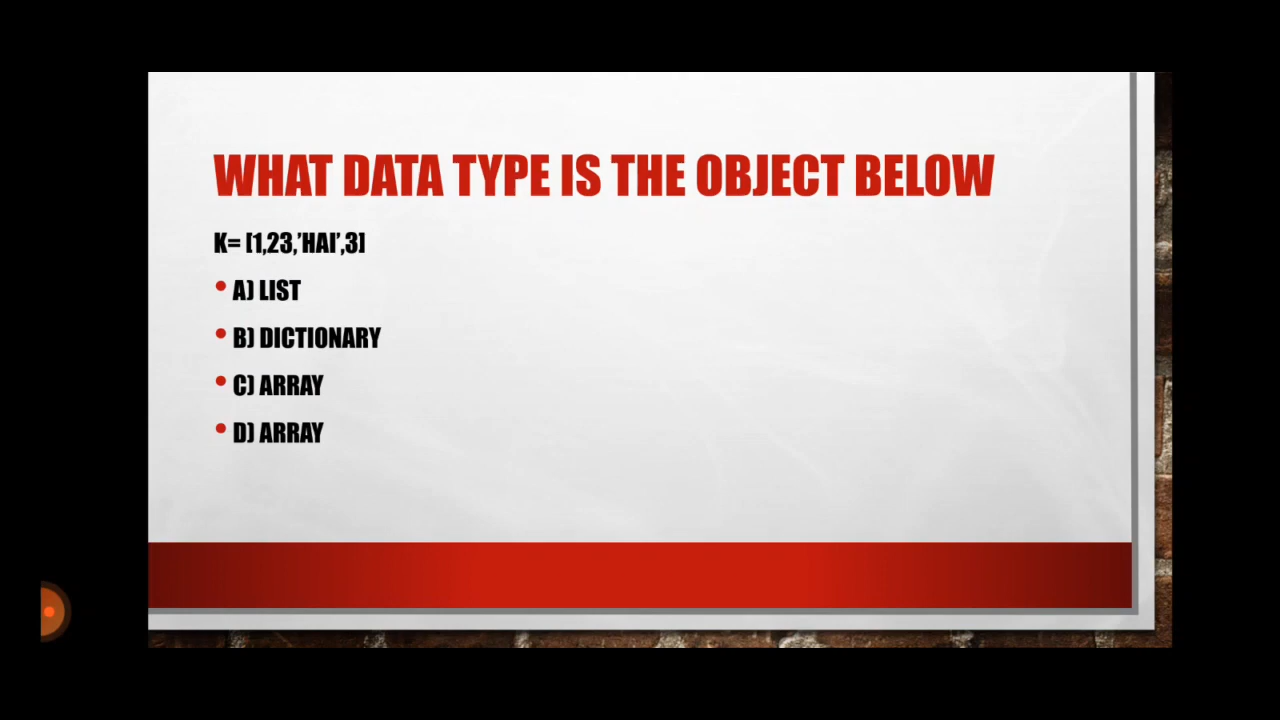 WHAT DATA TYPE IS THE OBJECT BELOW
K= [1,23,’HAI’,3]
• A) LIST
• B) DICTIONARY
• C) ARRAY
• D) ARRAY